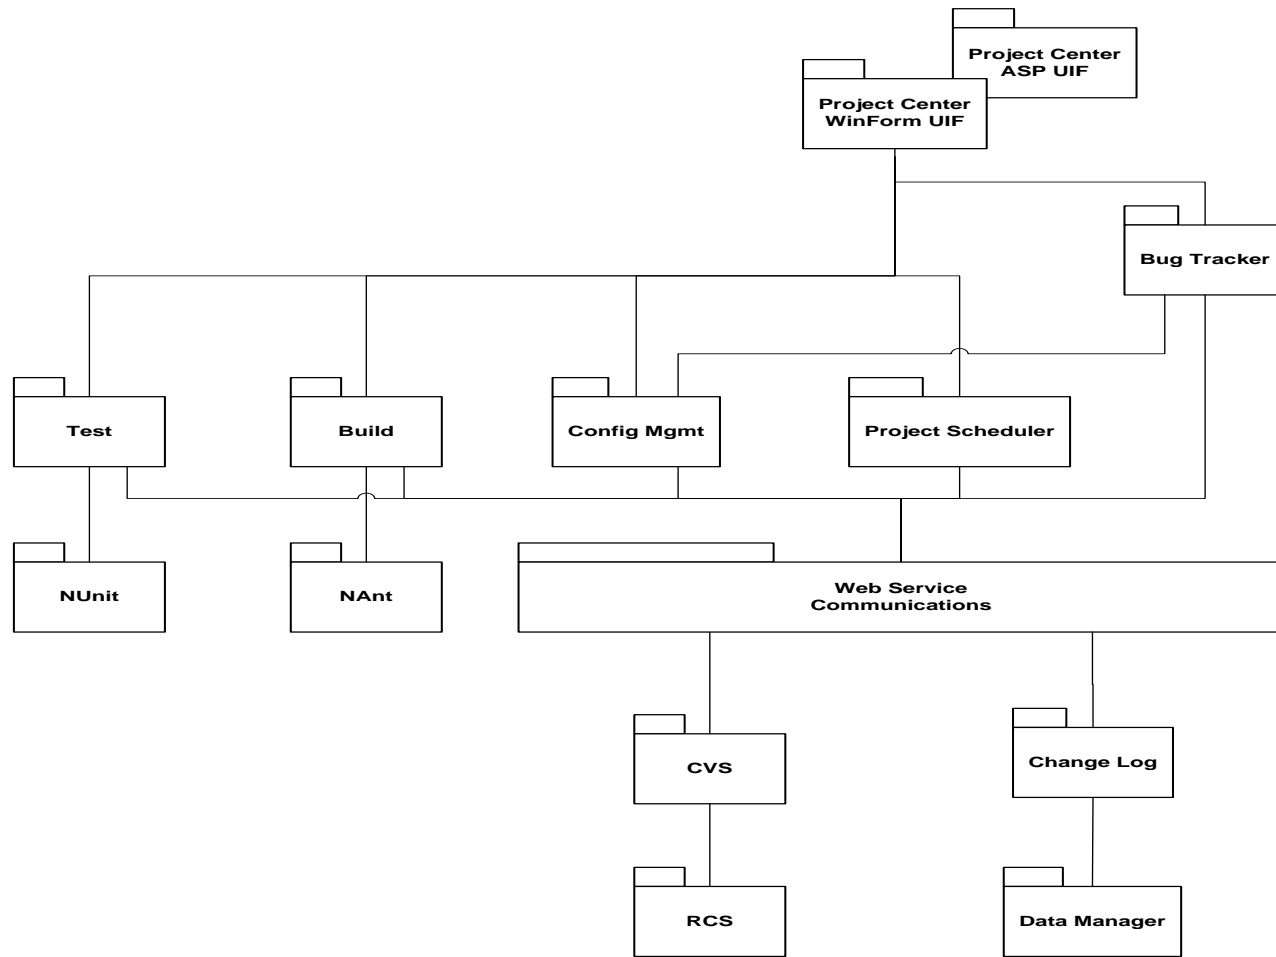 Project Center
ASP UIF
Project Center
WinForm UIF
Bug Tracker
Test
Build
Config Mgmt
Project Scheduler
NUnit
NAnt
Web Service
Communications
CVS
Change Log
RCS
Data Manager